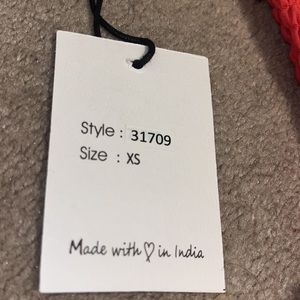 Style : 31709
Size : XS
Made with ♡ in India